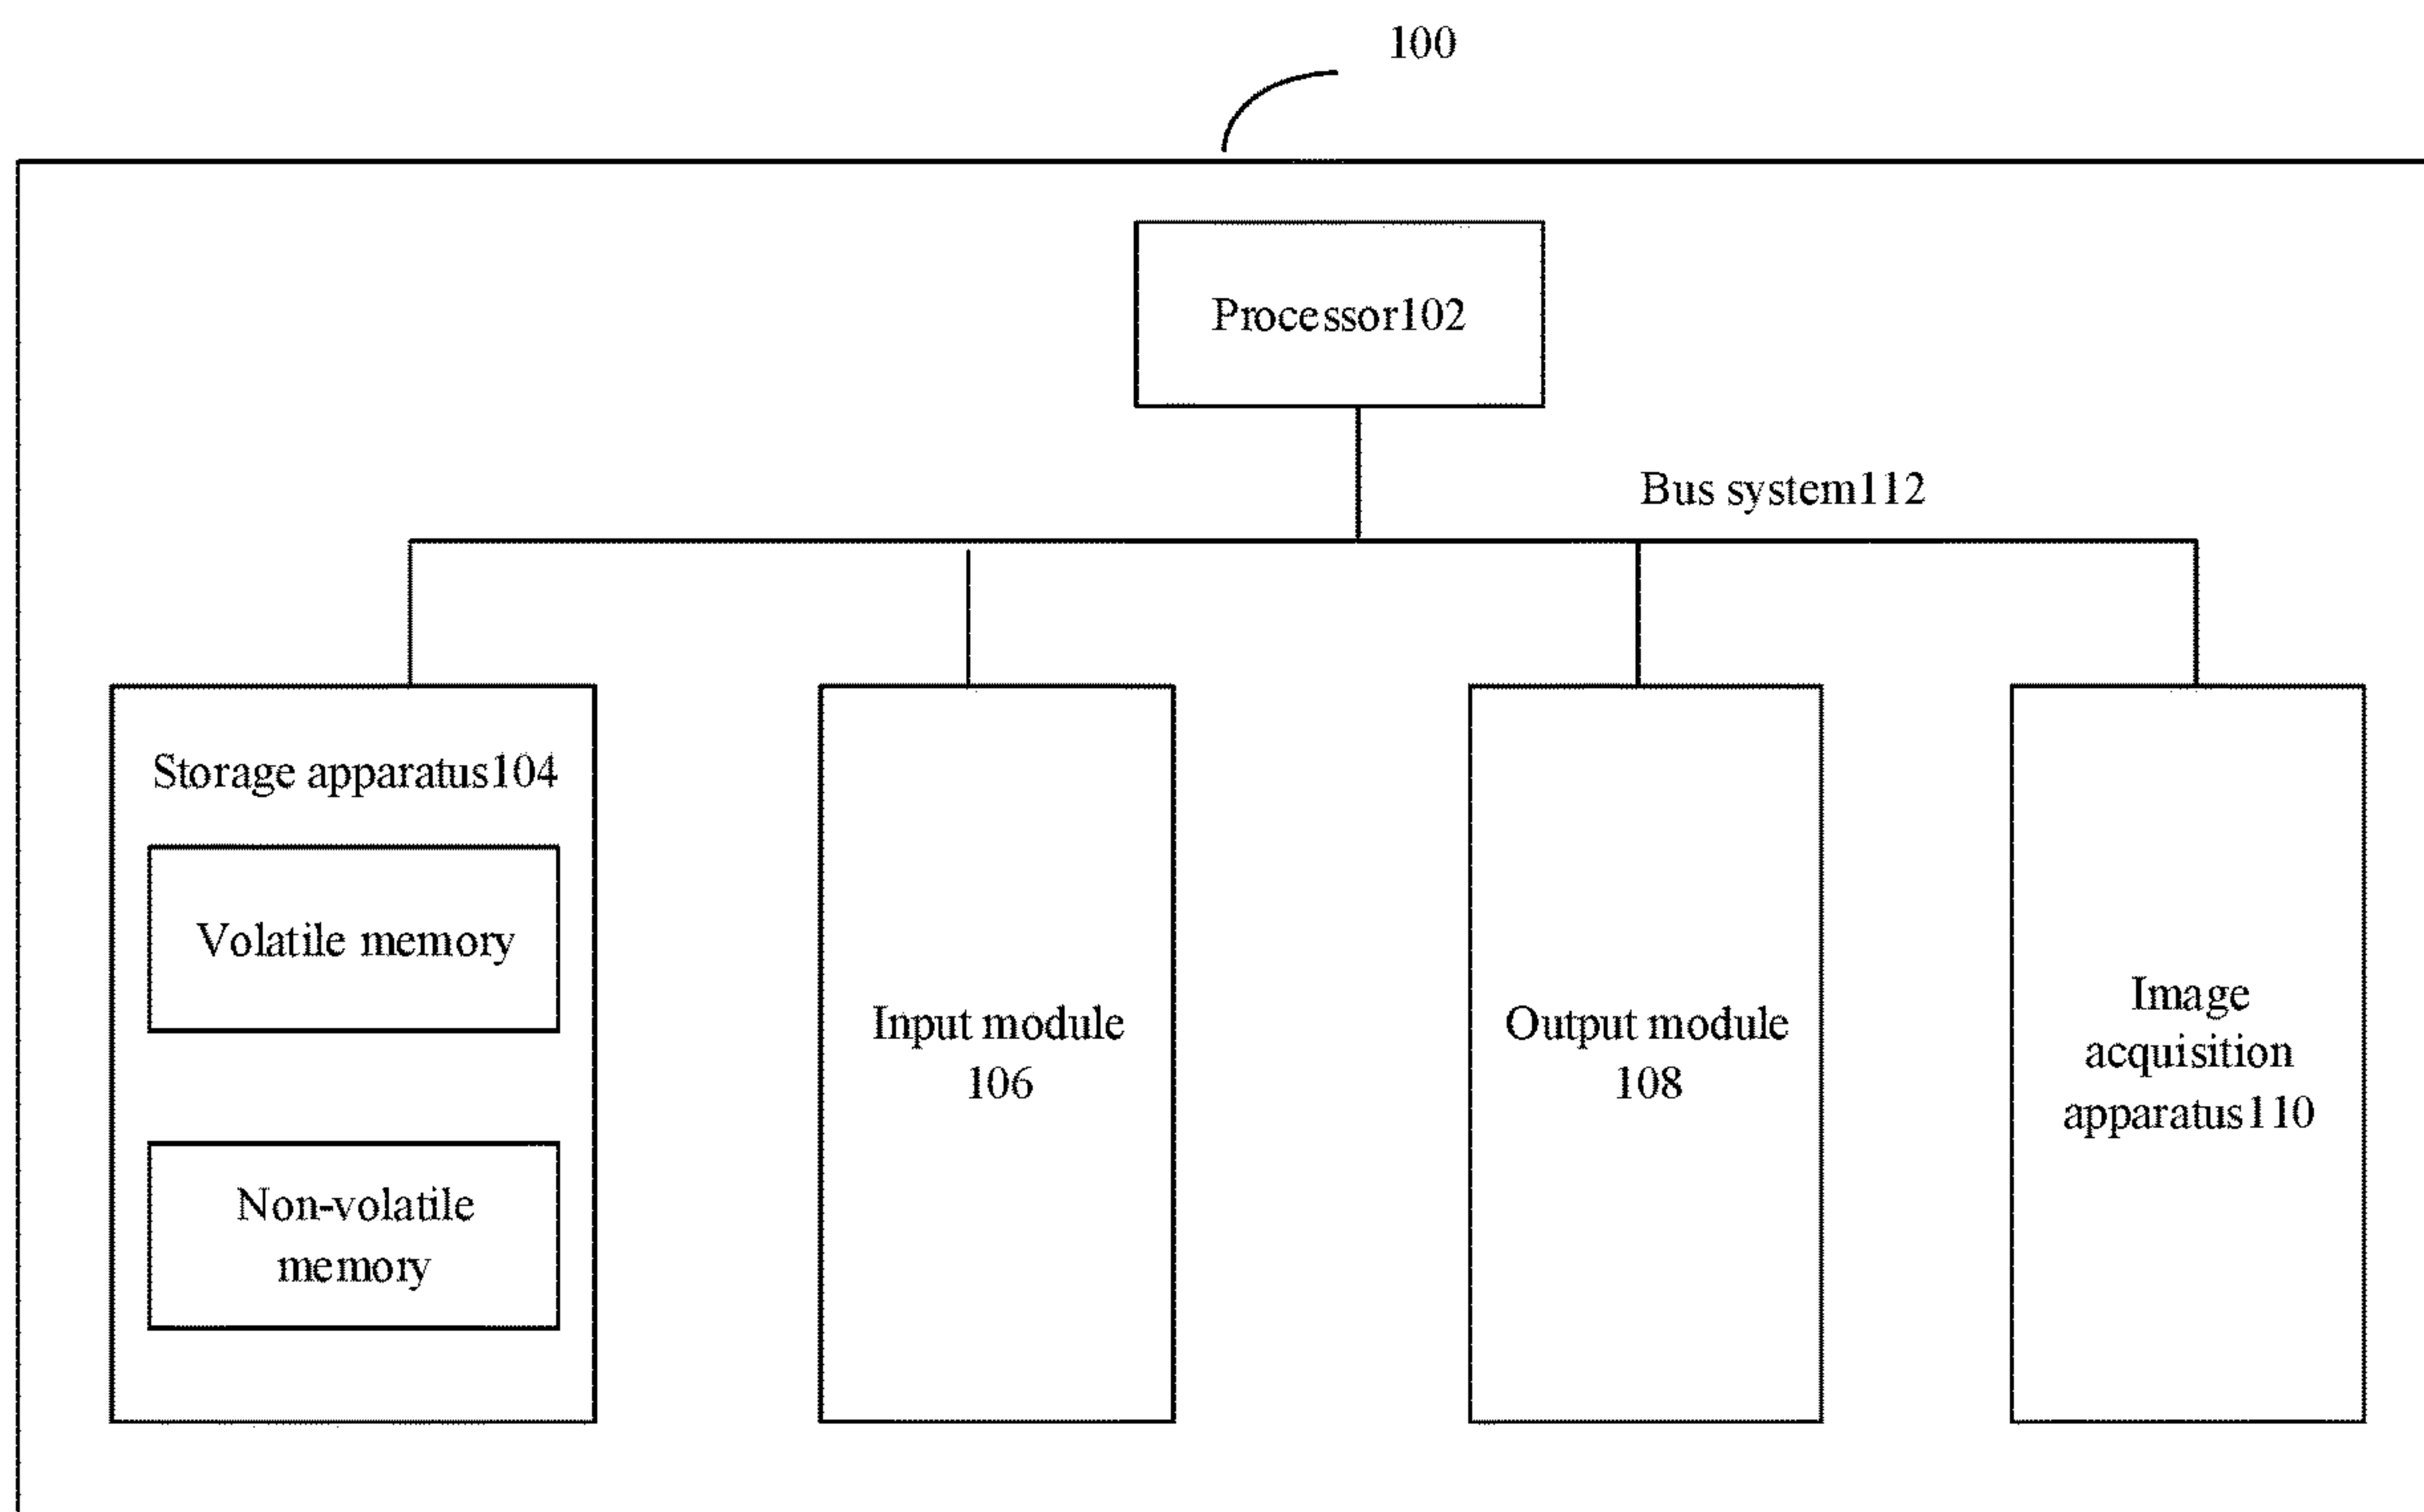 100
Processor102
Bus system112
Storage apparatus104
Volatile memory
Non-volatile
memory
Input module
106
Output module
108
Image
acquisition
apparatus110